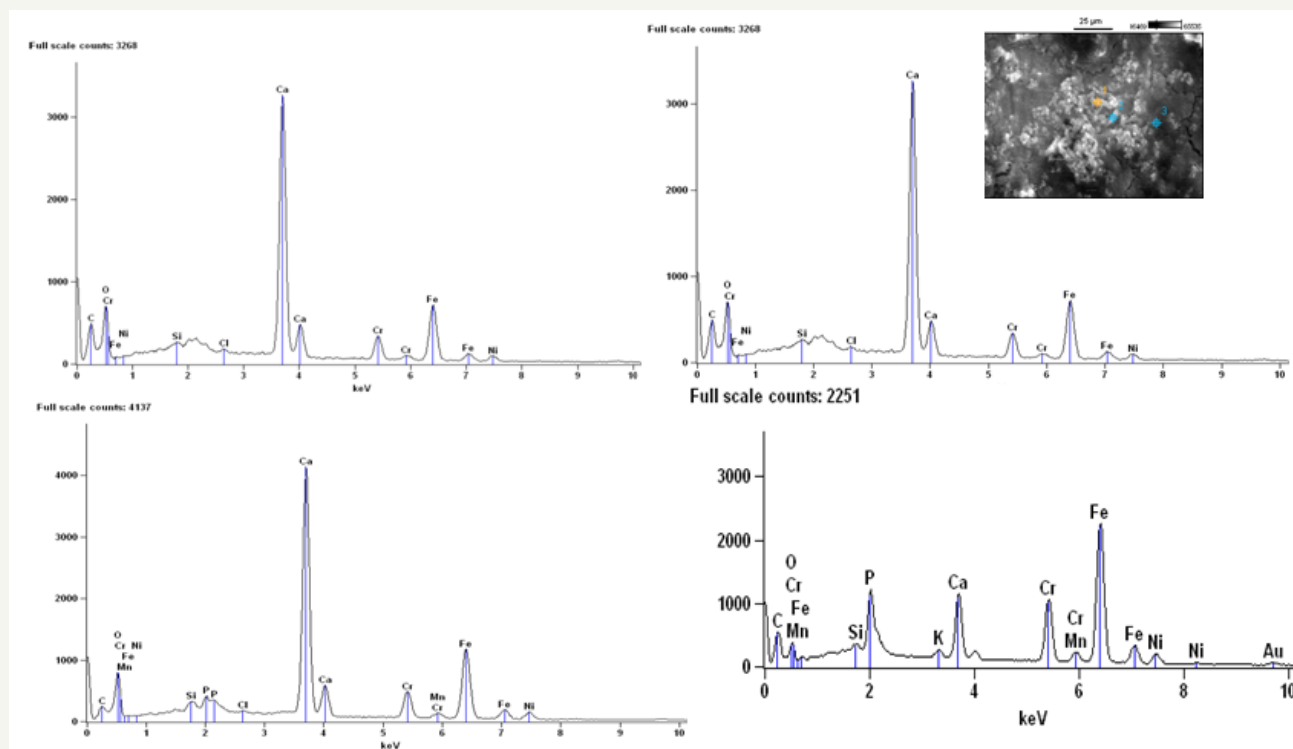 Full scale counts: 3268
Ca
3000
2000
1000
0
C
O
Cr
Fe
Ni
Si
Cl
Ca
Cr
Cr
Fe
Fe
Ni
0 1 2 3 4 5 6 7 8 9 10
keV
Full scale counts: 3268
25 µm
1
2
3
Ca
3000
2000
1000
0
C
O
Cr
Fe
Ni
Si
Cl
Ca
Cr
Cr
Fe
Fe
Ni
0 1 2 3 4 5 6 7 8 9 10
keV
Full scale counts: 4137
Ca
4000
3000
2000
1000
0
C
O
Cr Ni
Fe
Mn
Si
P
P
Cl
Ca
Cr
Mn
Cr
Fe
Fe
Ni
0 1 2 3 4 5 6 7 8 9 10
keV
Full scale counts: 2251
3000
2000
1000
0
C
O
Cr
Fe
Mn
Si
P
K
Ca
Cr
Cr
Mn
Fe
Fe
Ni
Ni
Au
0 2 4 6 8 10
keV